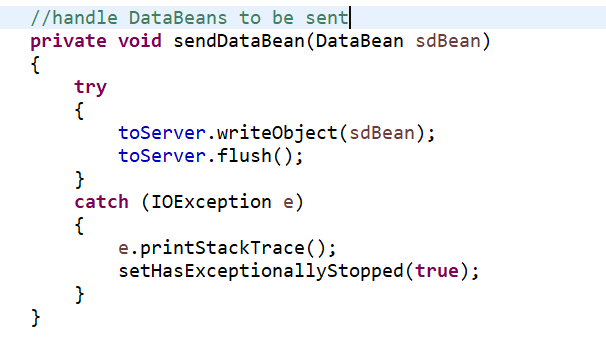 //handle DataBeans to be sent
private void sendDataBean(DataBean sdBean)
{
try
{
toServer.writeObject(sdBean);
toServer.flush();
}
catch (IOException e)
{
e.printStackTrace();
setHasExceptionallyStopped(true);
}
}